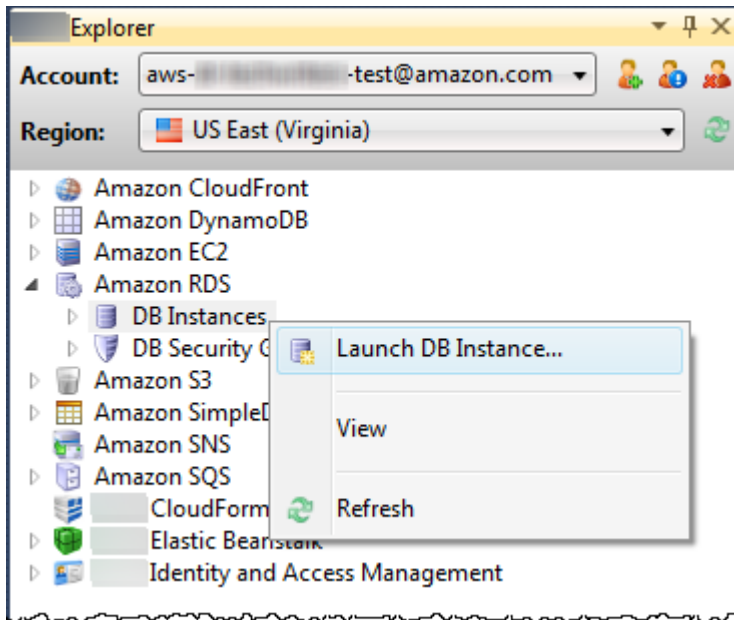 Explorer
Account: aws- -test@amazon.com
Region: US East (Virginia)
Amazon CloudFront
Amazon DynamoDB
Amazon EC2
Amazon RDS
DB Instances
Launch DB Instance...
DB Security
Amazon S3
Amazon
View
Amazon SNS
Amazon SQS
CloudForm
Refresh
Elastic Beanstalk
Identity and Access Management